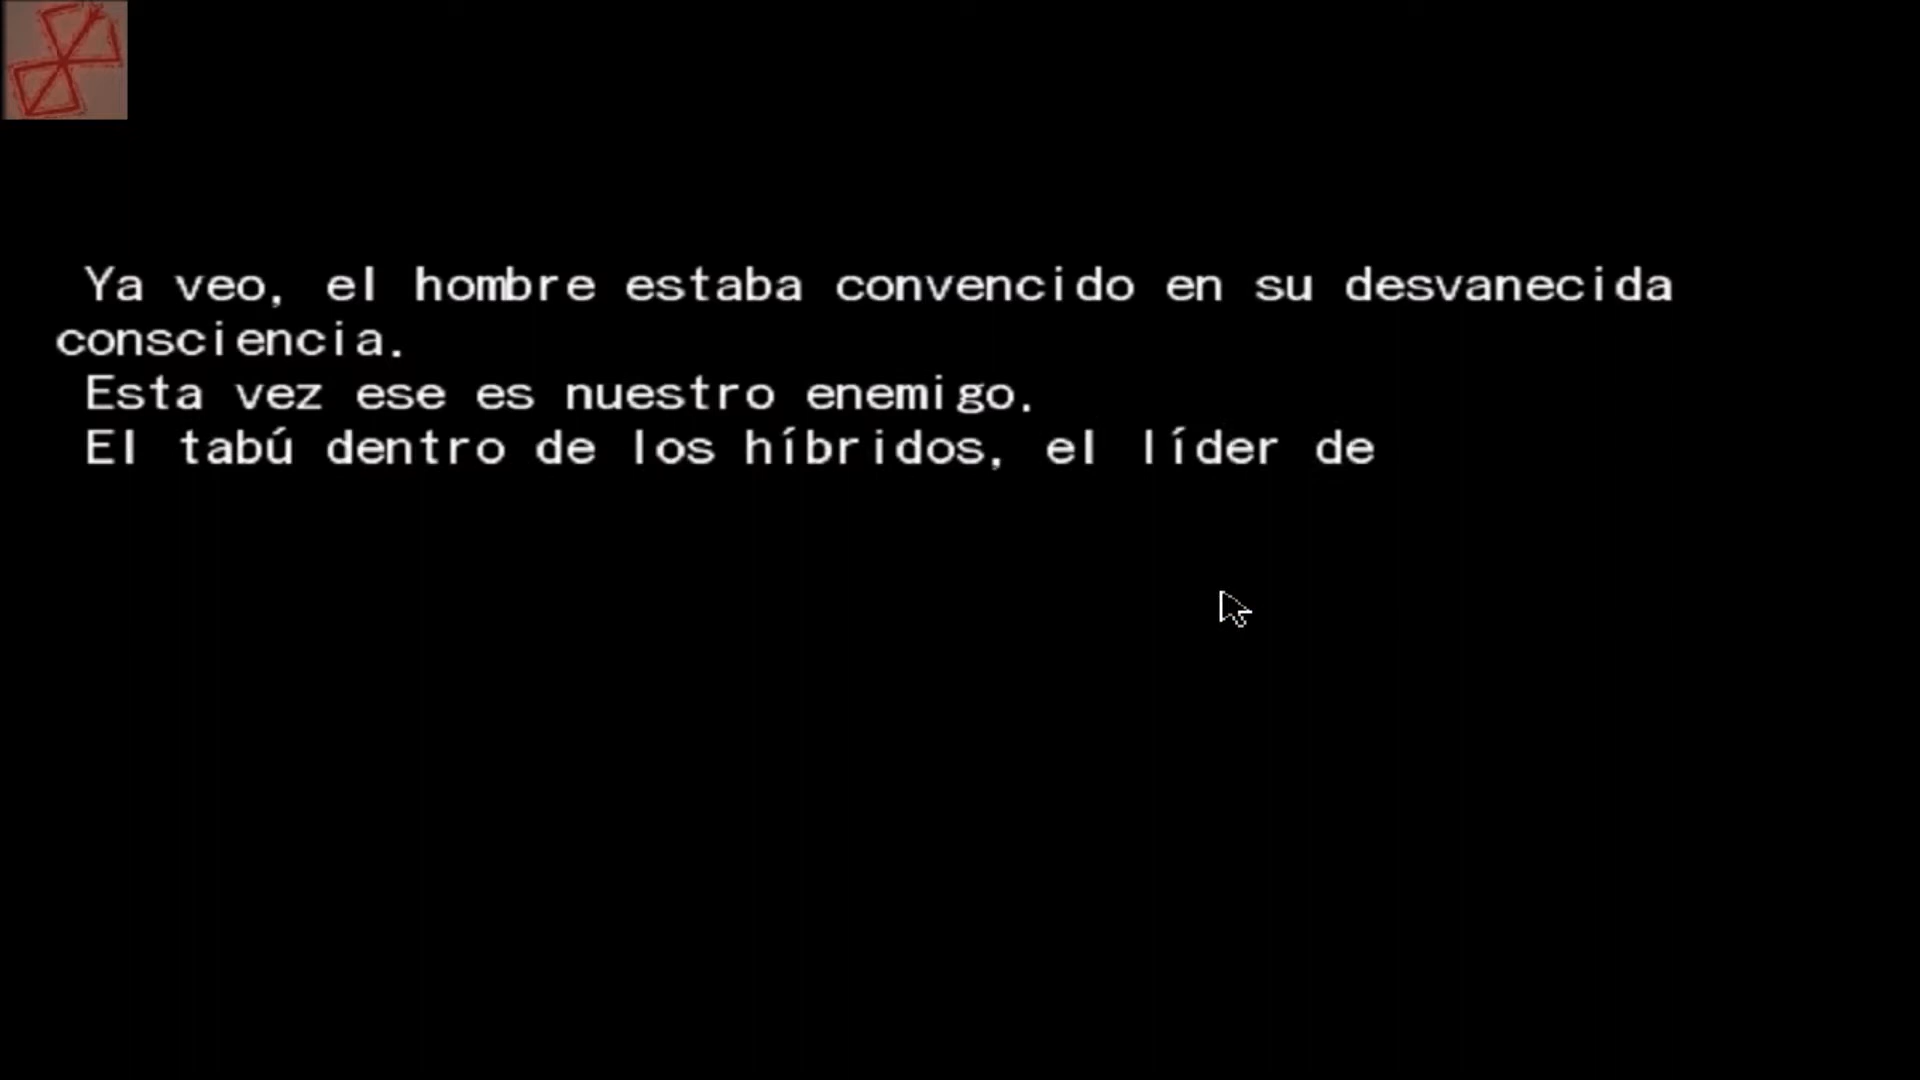 Ya veo, el hombre estaba convencido en su desvanecida
consciencia.
Esta vez ese es nuestro enemigo.
El tabú dentro de los híbridos, el líder de